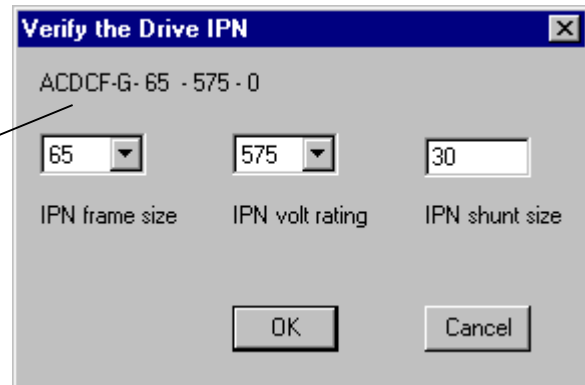 Verify the Drive IPN
ACDCF-G- 65 - 575 - 0
65 575 30
IPN frame size IPN volt rating IPN shunt size
OK Cancel